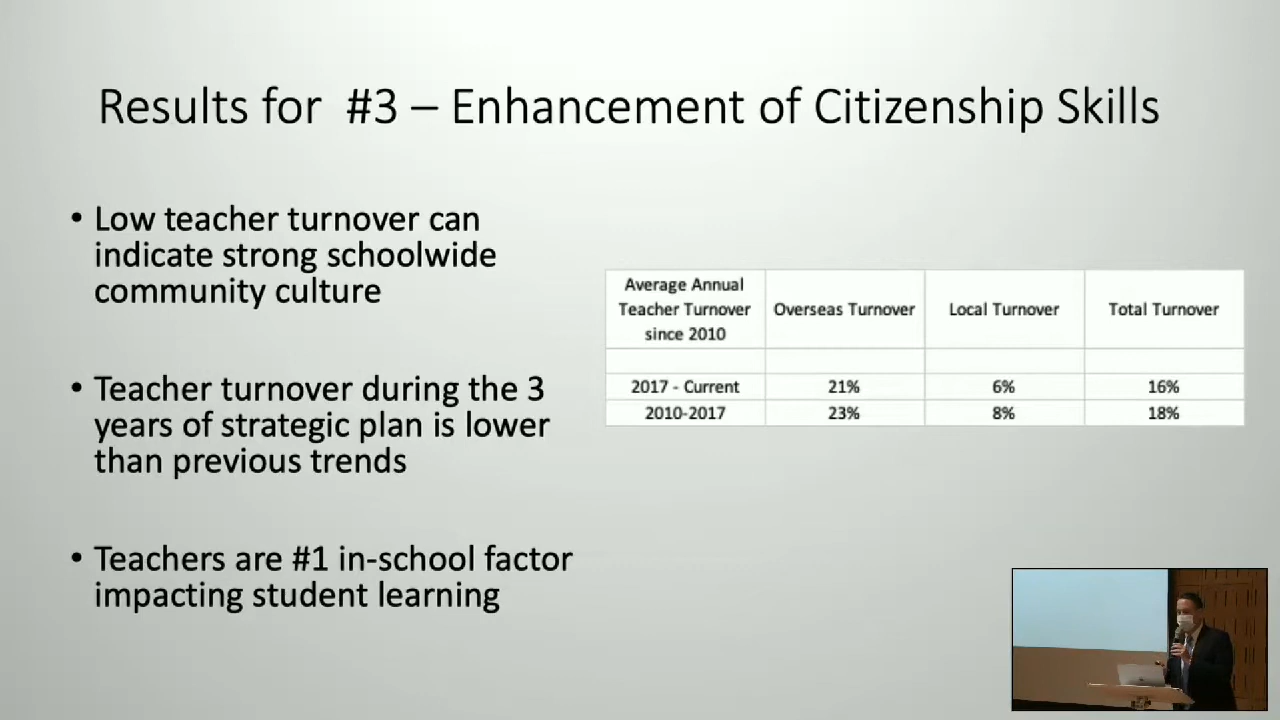 Results for  #3 – Enhancement of Citizenship Skills
• Low teacher turnover can
indicate strong schoolwide
community culture
• Teacher turnover during the 3
years of strategic plan is lower
than previous trends
• Teachers are #1 in-school factor
impacting student learning
Average Annual
Teacher Turnover
since 2010
Overseas Turnover
Local Turnover
Total Turnover
2017 - Current 21% 6% 16%
2010-2017 23% 8% 18%